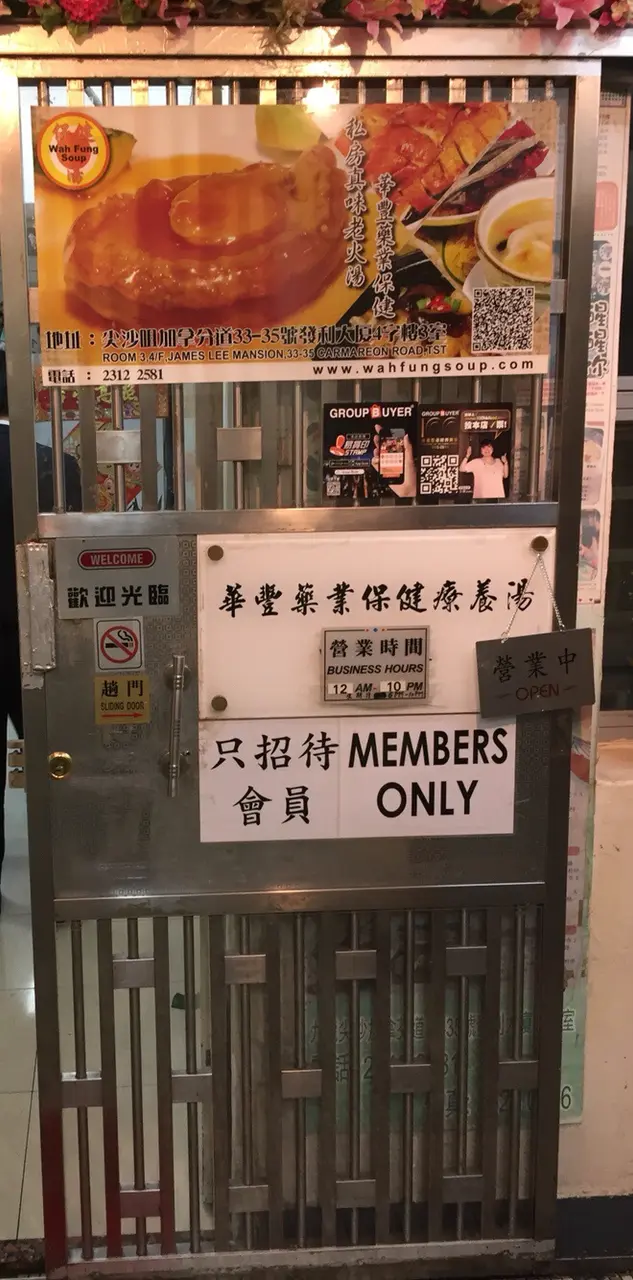 Wah Fung
Soup
私房真味老火湯
華豐藥業保健
地址：尖沙咀加拿分道33-35號發利大廈4字樓3室
ROOM 3,4/F,JAMES LEE MANSION,33-35 CARMAREON ROAD,TST
電話：2312 2581
www.wahfungsoup.com
GROUP BUYER
STAMP
GROUP BUYER
WELCOME
歡迎光臨
趟門
SLIDING DOOR
華豐藥業保健療養湯
營業時間
BUSINESS HOURS
12 AM- 10 PM
營業中
OPEN
只招待
會員
MEMBERS
ONLY